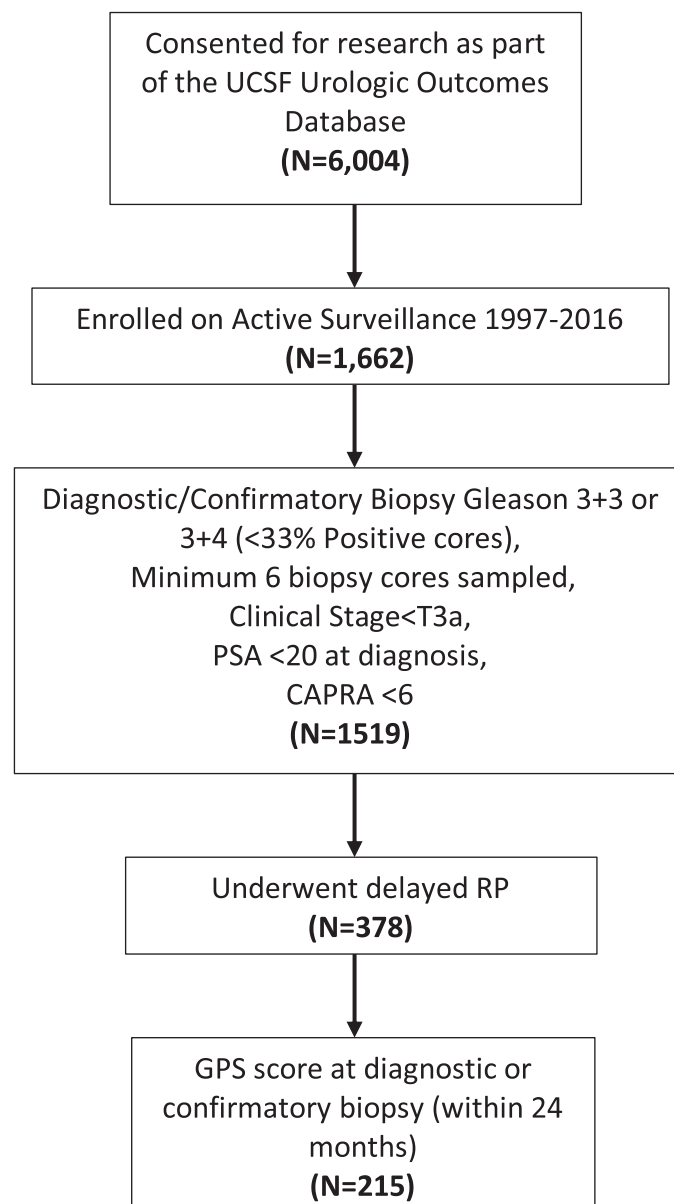 Consented for research as part
of the UCSF Urologic Outcomes
Database
(N=6,004)
Enrolled on Active Surveillance 1997-2016
(N=1,662)
Diagnostic/Confirmatory Biopsy Gleason 3+3 or
3+4 (<33% Positive cores),
Minimum 6 biopsy cores sampled,
Clinical Stage<T3a,
PSA <20 at diagnosis,
CAPRA <6
(N=1519)
Underwent delayed RP
(N=378)
GPS score at diagnostic or
confirmatory biopsy (within 24
months)
(N=215)